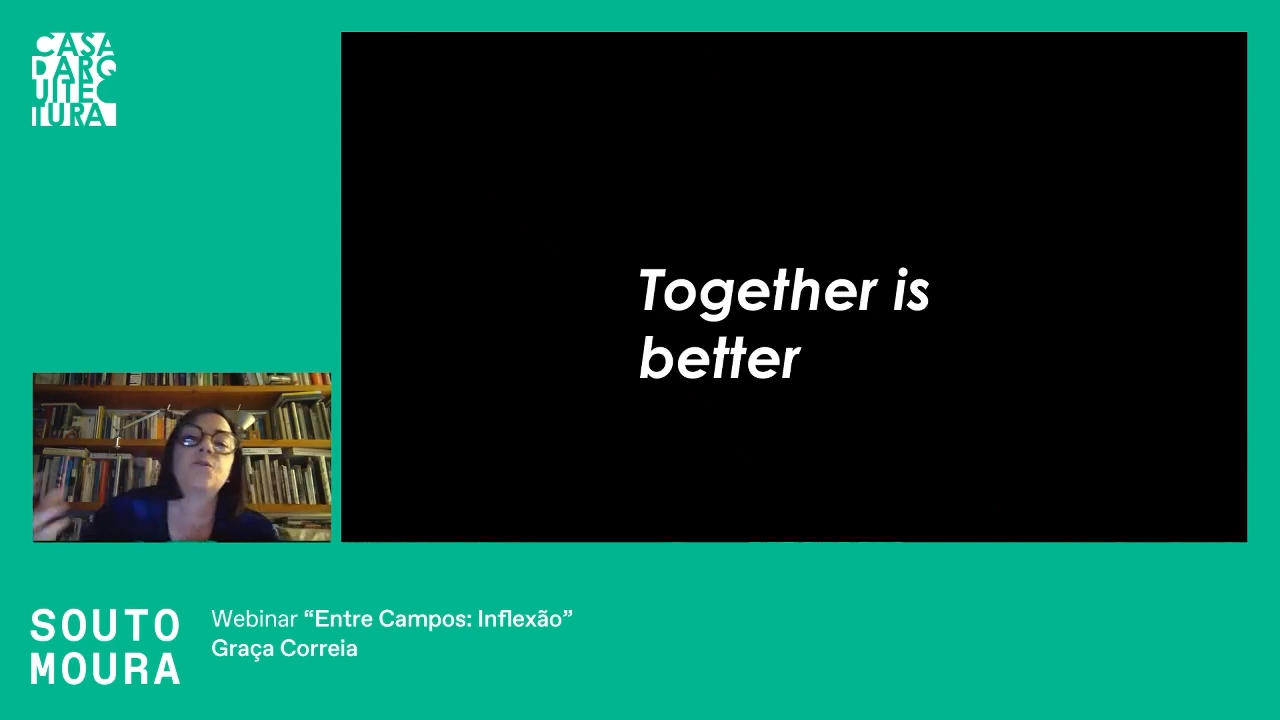 CASA
DARQ
UITEC
TURA
Together is
better
SOUTO
MOURA
Webinar “Entre Campos: Inflexão”
Graça Correia